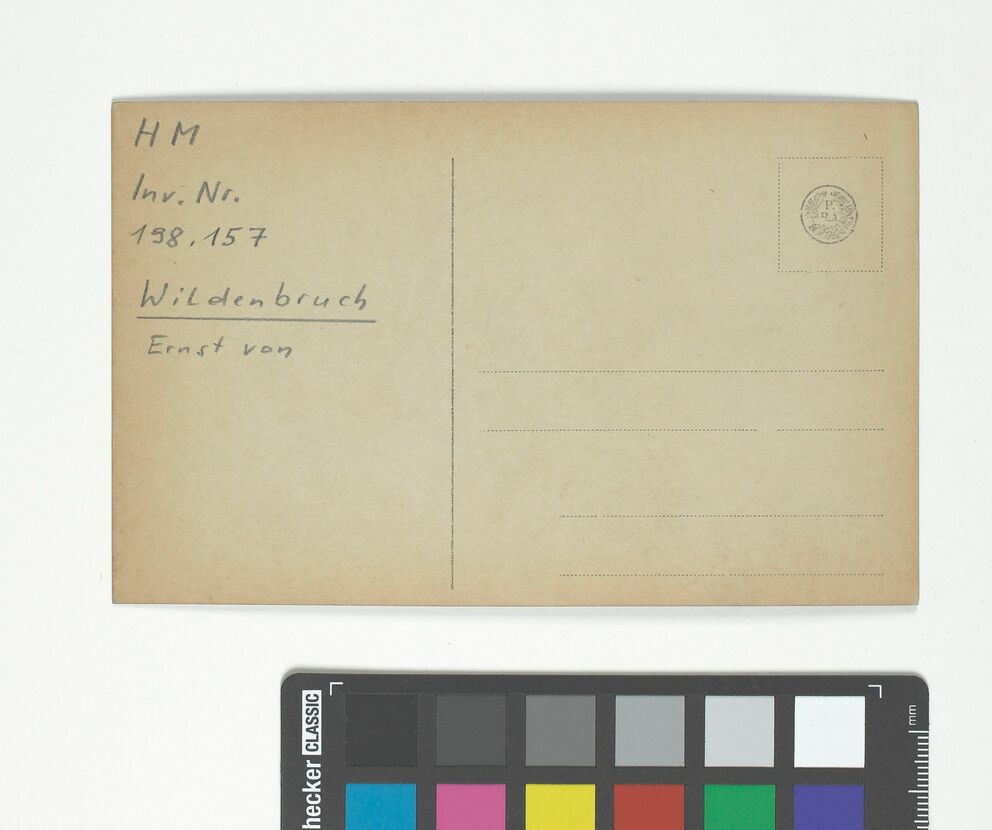 HM
Inv. Nr.
198.157
Wildenbruch
Ernst von
hecker CLASSIC
mm